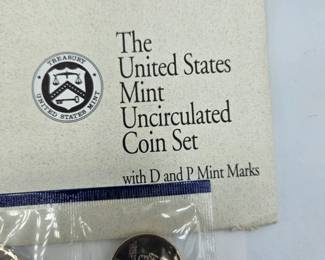 TREASURY
UNITED STATES MINT
The
United States
Mint
Uncirculated
Coin Set
with D and P Mint Marks